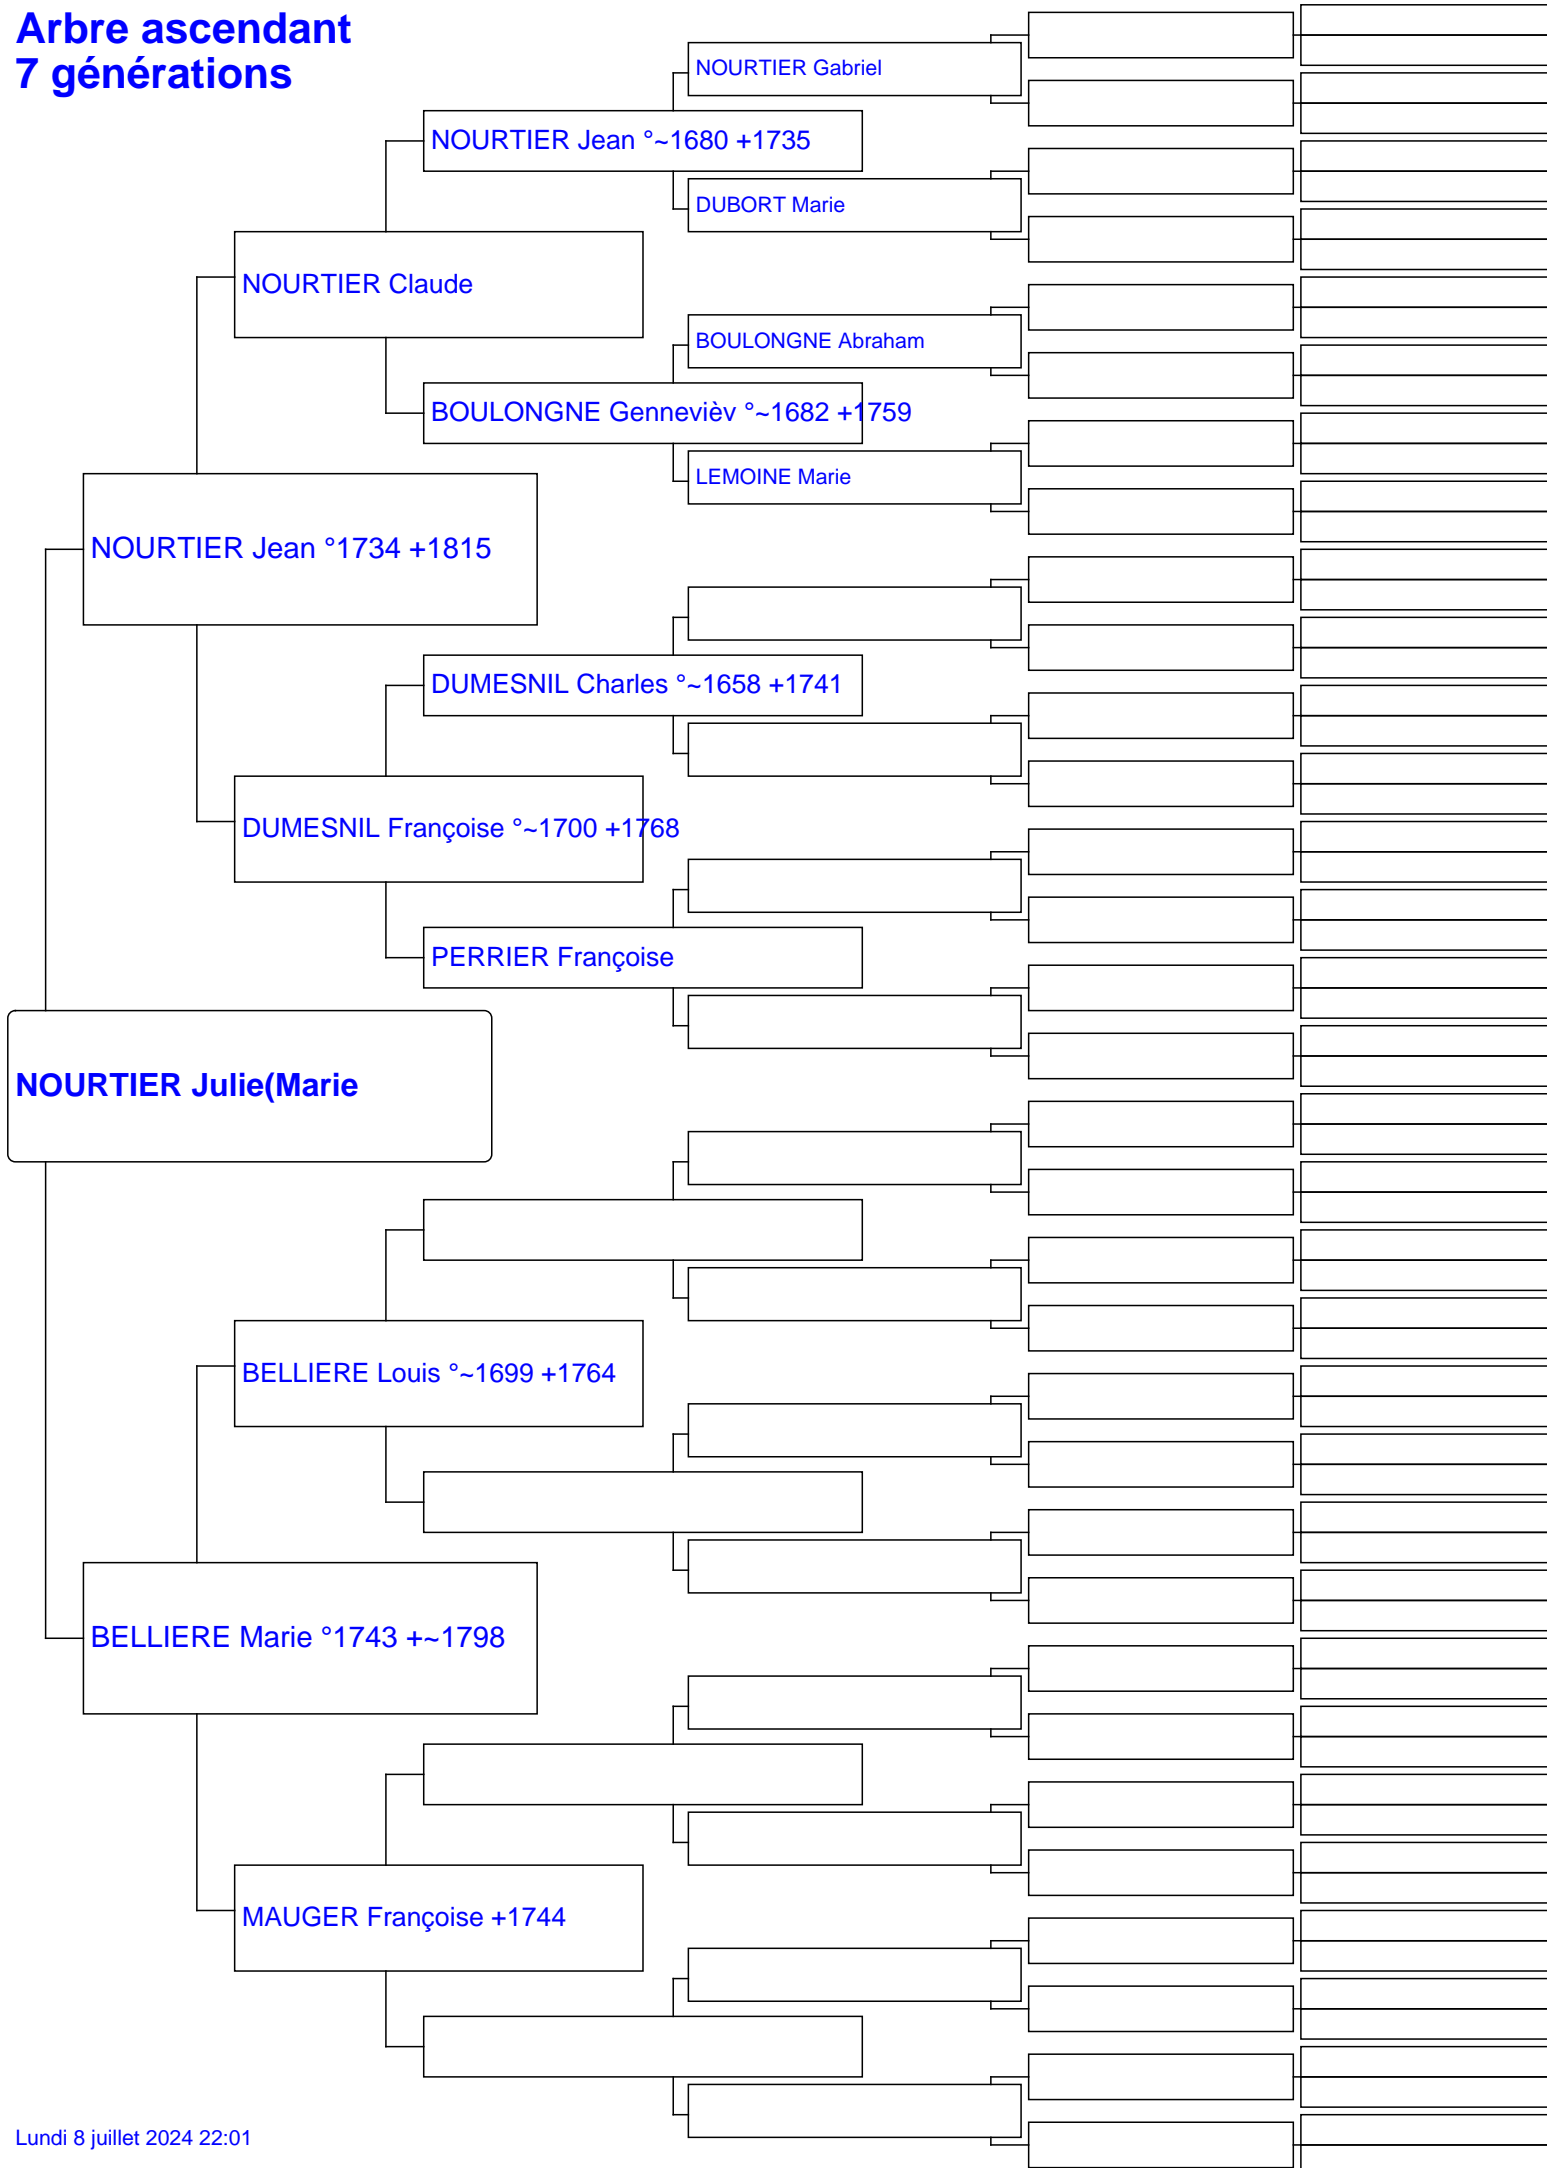 Arbre ascendant
7 générations
NOURTIER Gabriel
NOURTIER Jean °~1680 +1735
DUBORT Marie
NOURTIER Claude
BOULONGNE Abraham
BOULONGNE Gennevièv °~1682 +1759
LEMOINE Marie
NOURTIER Jean °1734 +1815
DUMESNIL Charles °~1658 +1741
DUMESNIL Françoise °~1700 +1768
PERRIER Françoise
NOURTIER Julie(Marie
BELLIERE Louis °~1699 +1764
BELLIERE Marie °1743 +~1798
MAUGER Françoise +1744
Lundi 8 juillet 2024 22:01